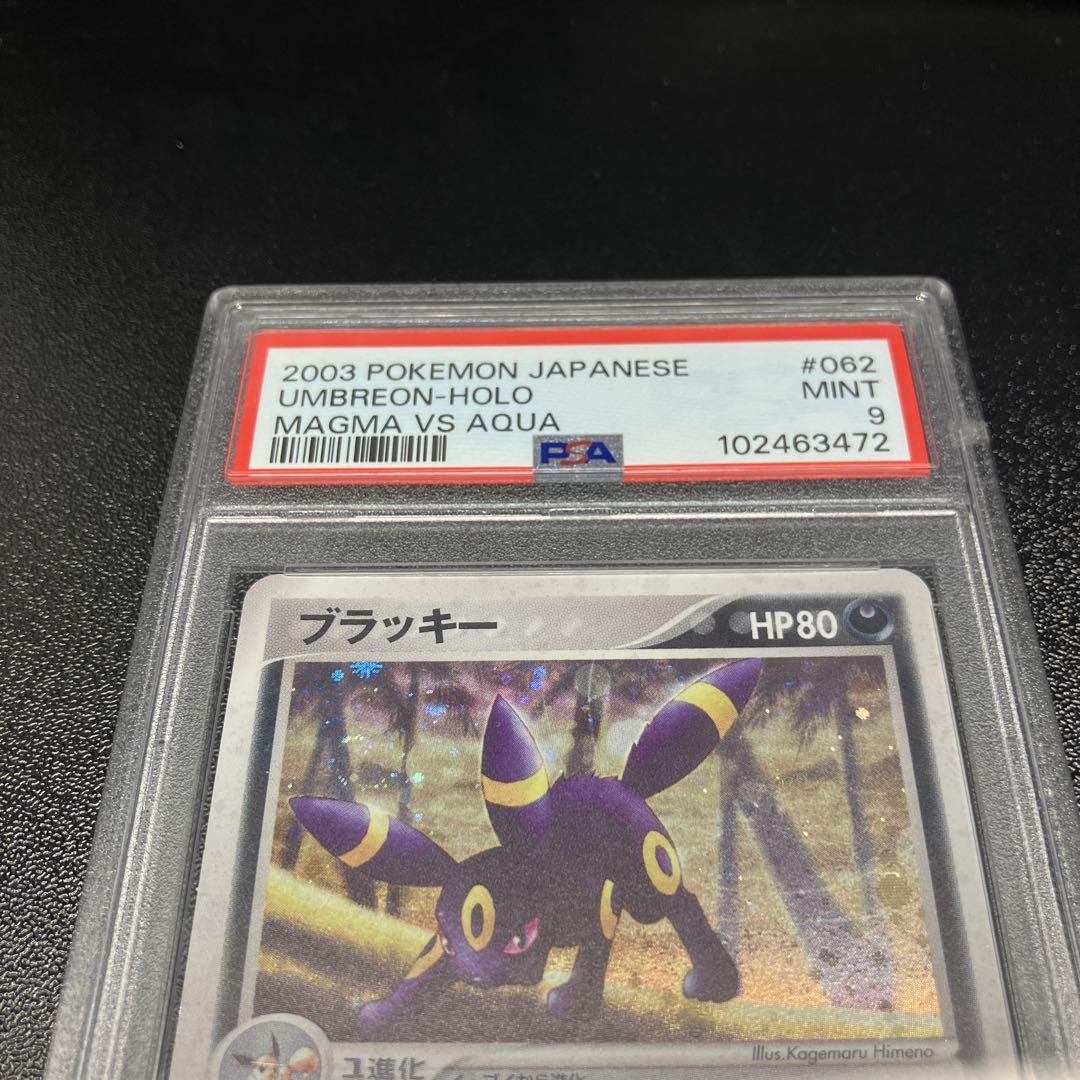 2003 POKEMON JAPANESE #062
UMBREON-HOLO MINT
MAGMA VS AQUA 9
PSA 102463472
ブラッキー HP80
Illus.Kagemaru Himeno
1進化